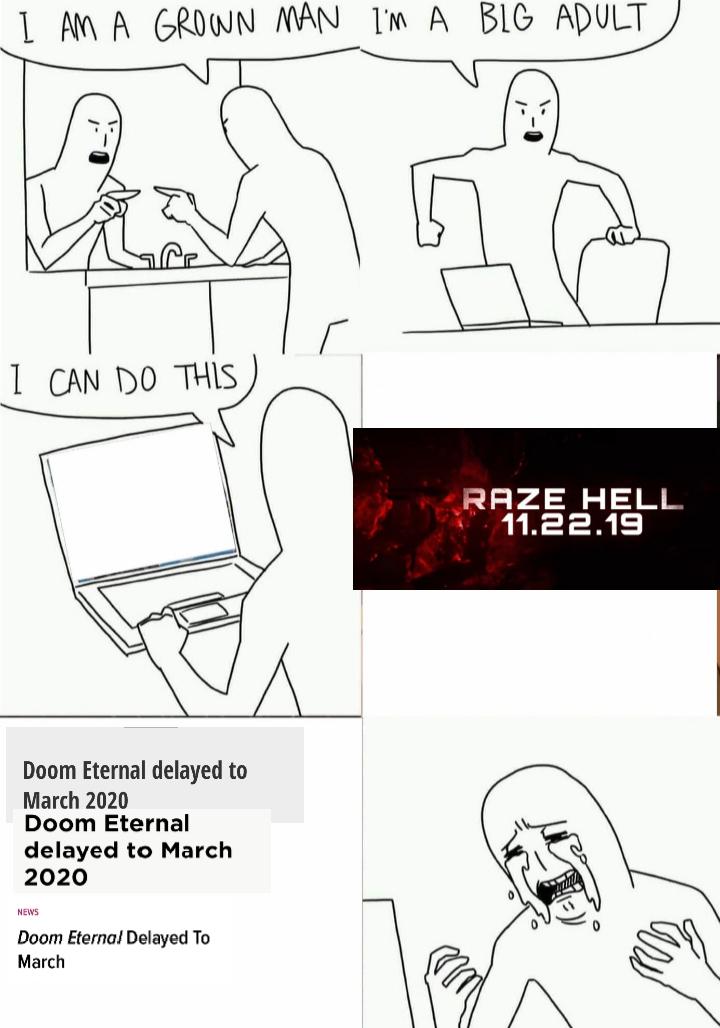 I AM A GROWN MAN
I'm A BIG ADULT
I CAN DO THIS
RAZE HELL
11.22.19
Doom Eternal delayed to
March 2020
Doom Eternal
delayed to March
2020
NEWS
Doom Eternal Delayed To
March